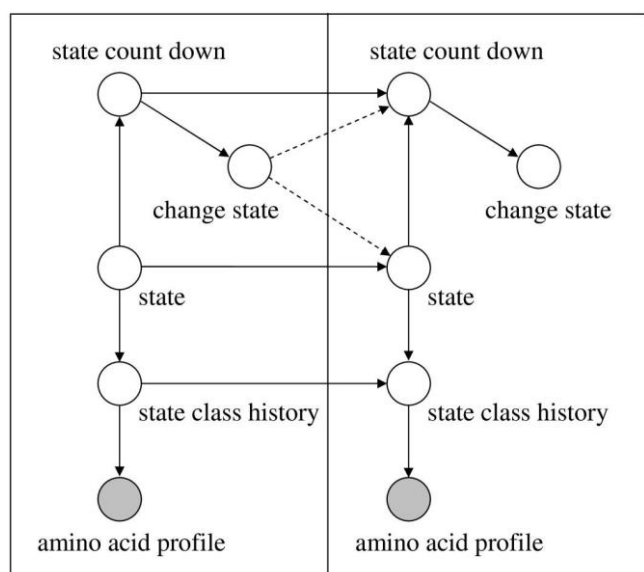 state count down
state count down
change state
change state
state
state
state class history
state class history
amino acid profile
amino acid profile